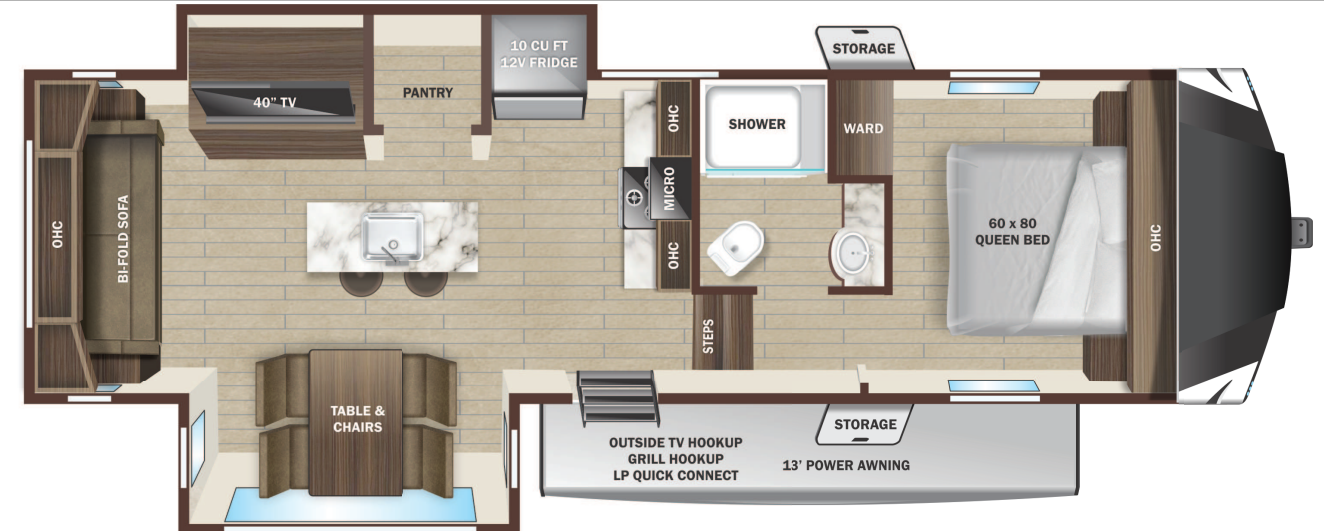 10 CU FT
12V FRIDGE
STORAGE
40" TV
PANTRY
OHC
SHOWER
WARD
MICRO
OHC
BI-FOLD SOFA
60 x 80
QUEEN BED
OHC
OHC
STEPS
TABLE &
CHAIRS
STORAGE
OUTSIDE TV HOOKUP
GRILL HOOKUP
LP QUICK CONNECT
13' POWER AWNING